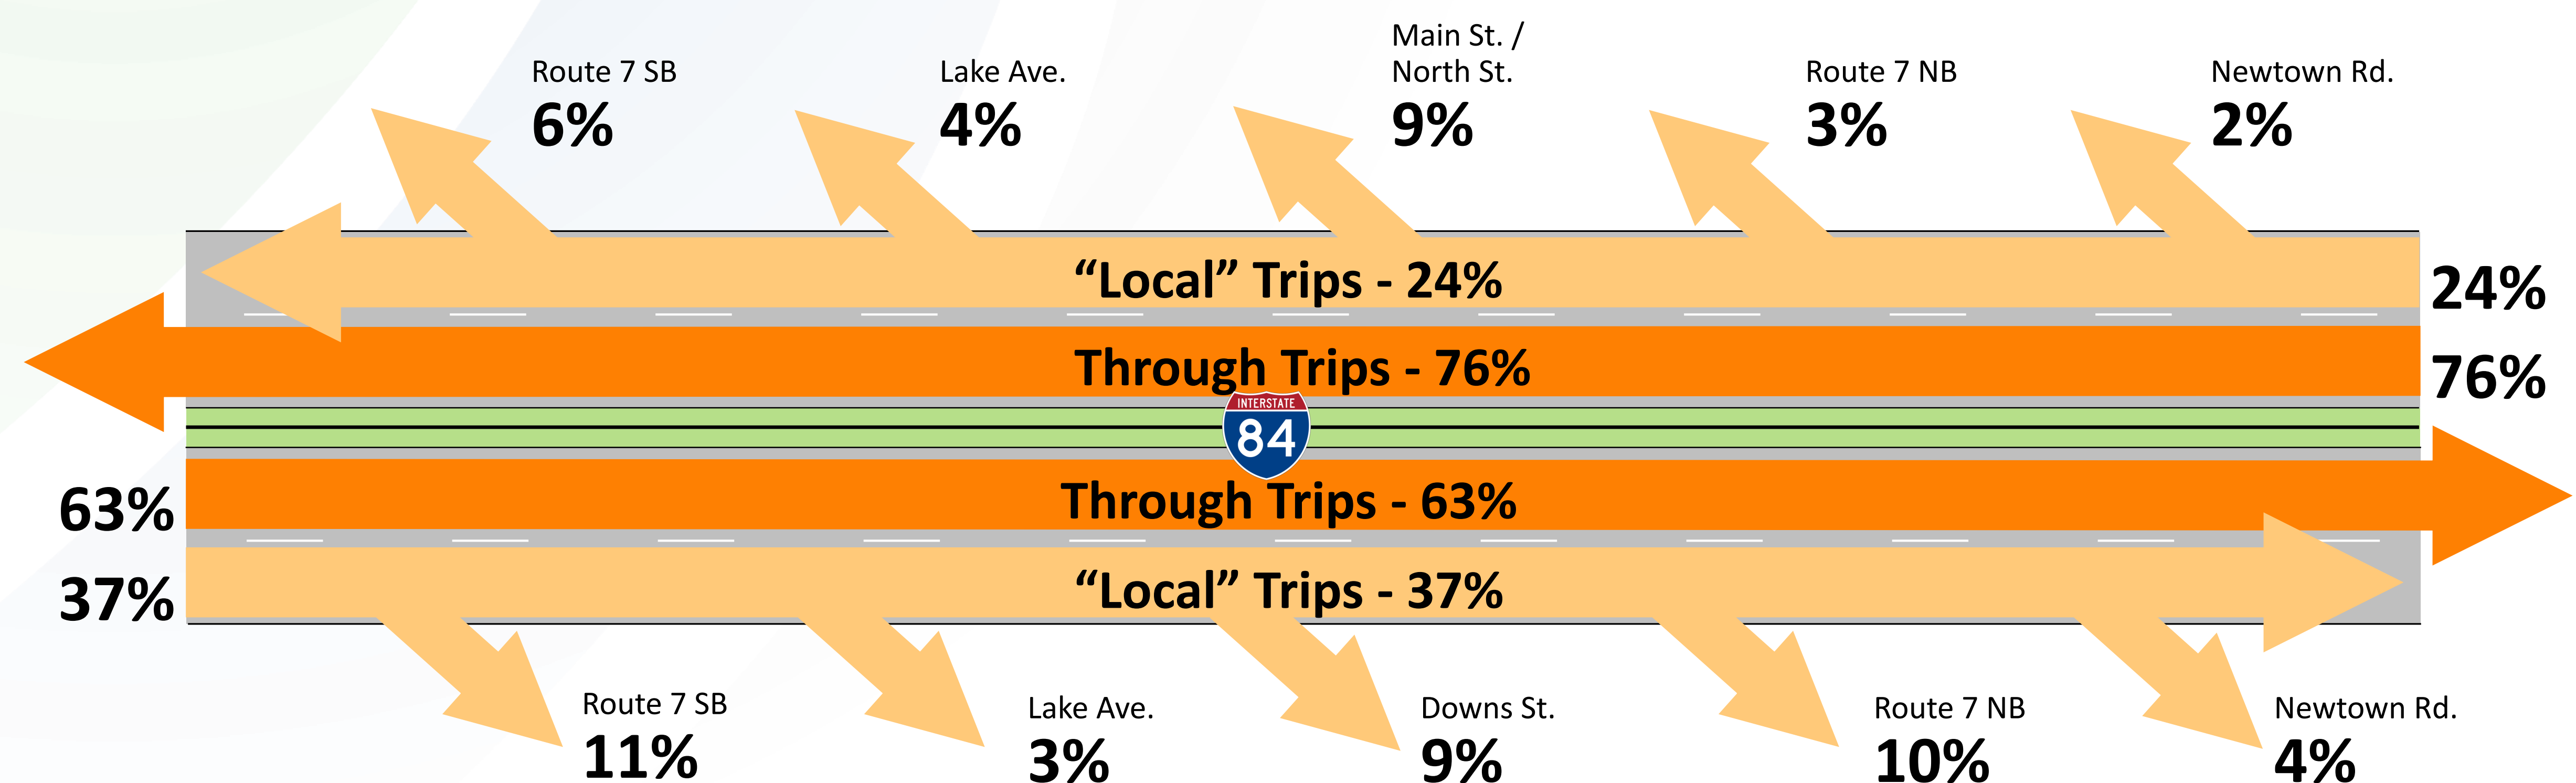 Route 7 SB
6%
Lake Ave.
4%
Main St. /
North St.
9%
Route 7 NB
3%
Newtown Rd.
2%
“Local” Trips - 24%
24%
Through Trips - 76%
76%
INTERSTATE
84
63%
Through Trips - 63%
37%
“Local” Trips - 37%
Route 7 SB
11%
Lake Ave.
3%
Downs St.
9%
Route 7 NB
10%
Newtown Rd.
4%